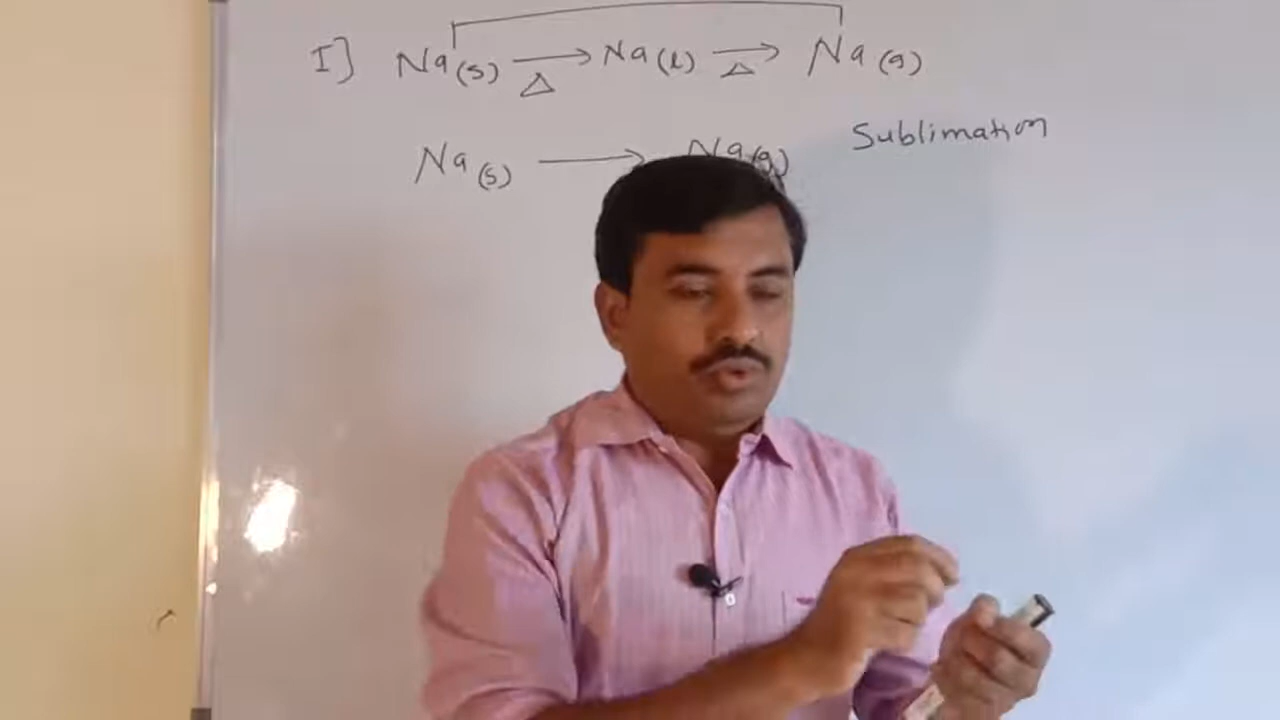 I] Na(s) ⟶ Na(l) ⟶ Na(g)
Δ Δ
Na(s) ⟶ Na(g) Sublimation